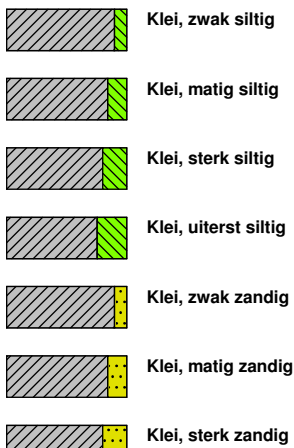 Klei, zwak siltig
Klei, matig siltig
Klei, sterk siltig
Klei, uiterst siltig
Klei, zwak zandig
Klei, matig zandig
Klei, sterk zandig